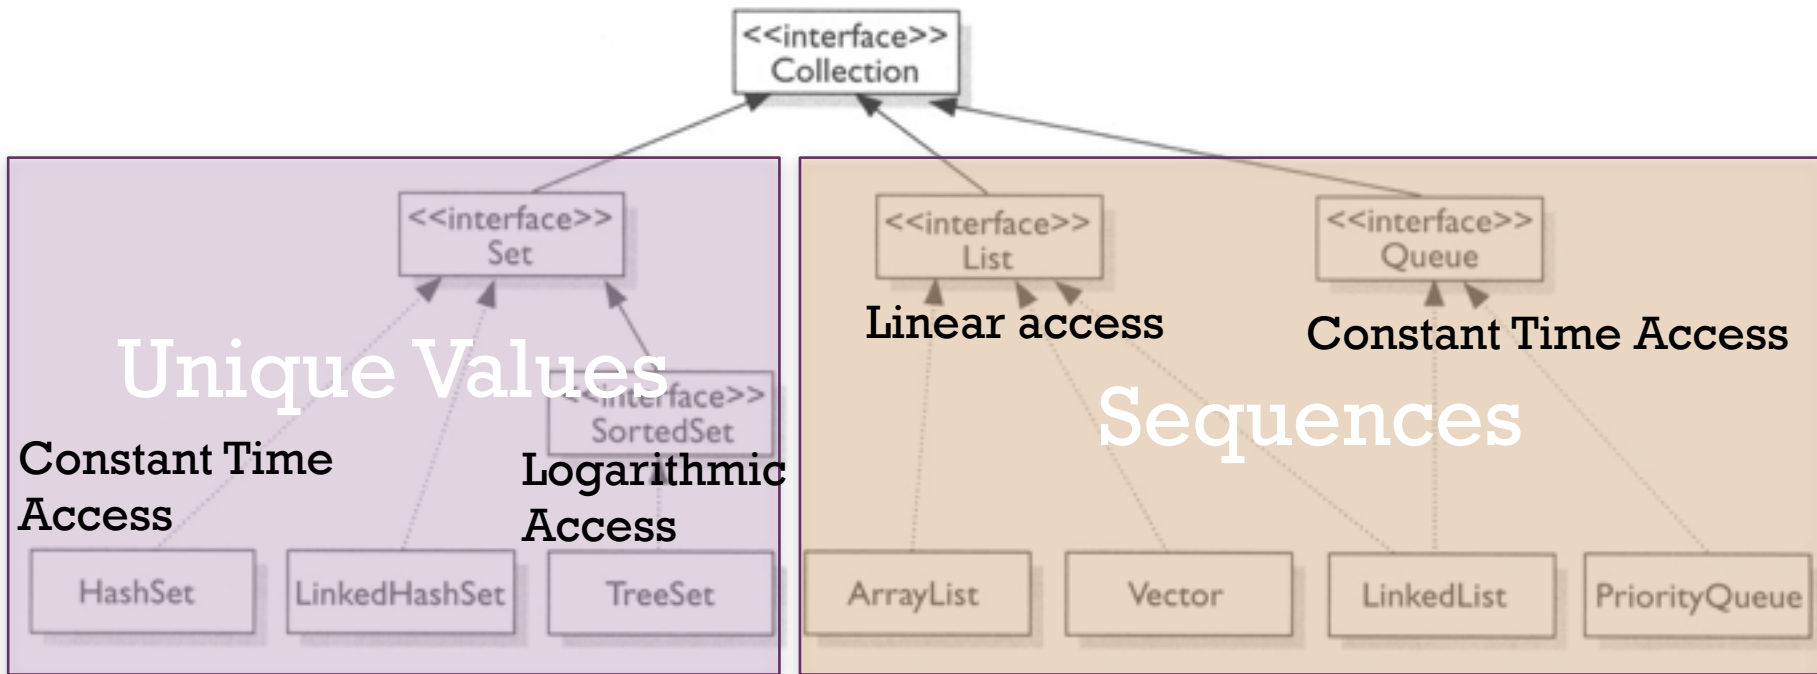 <<interface>>
Collection
<<interface>>
Set
<<interface>>
List
<<interface>>
Queue
Linear access
Constant Time Access
Unique Values
<<interface>>
SortedSet
Sequences
Constant Time
Access
Logarithmic
Access
HashSet
LinkedHashSet
TreeSet
ArrayList
Vector
LinkedList
PriorityQueue